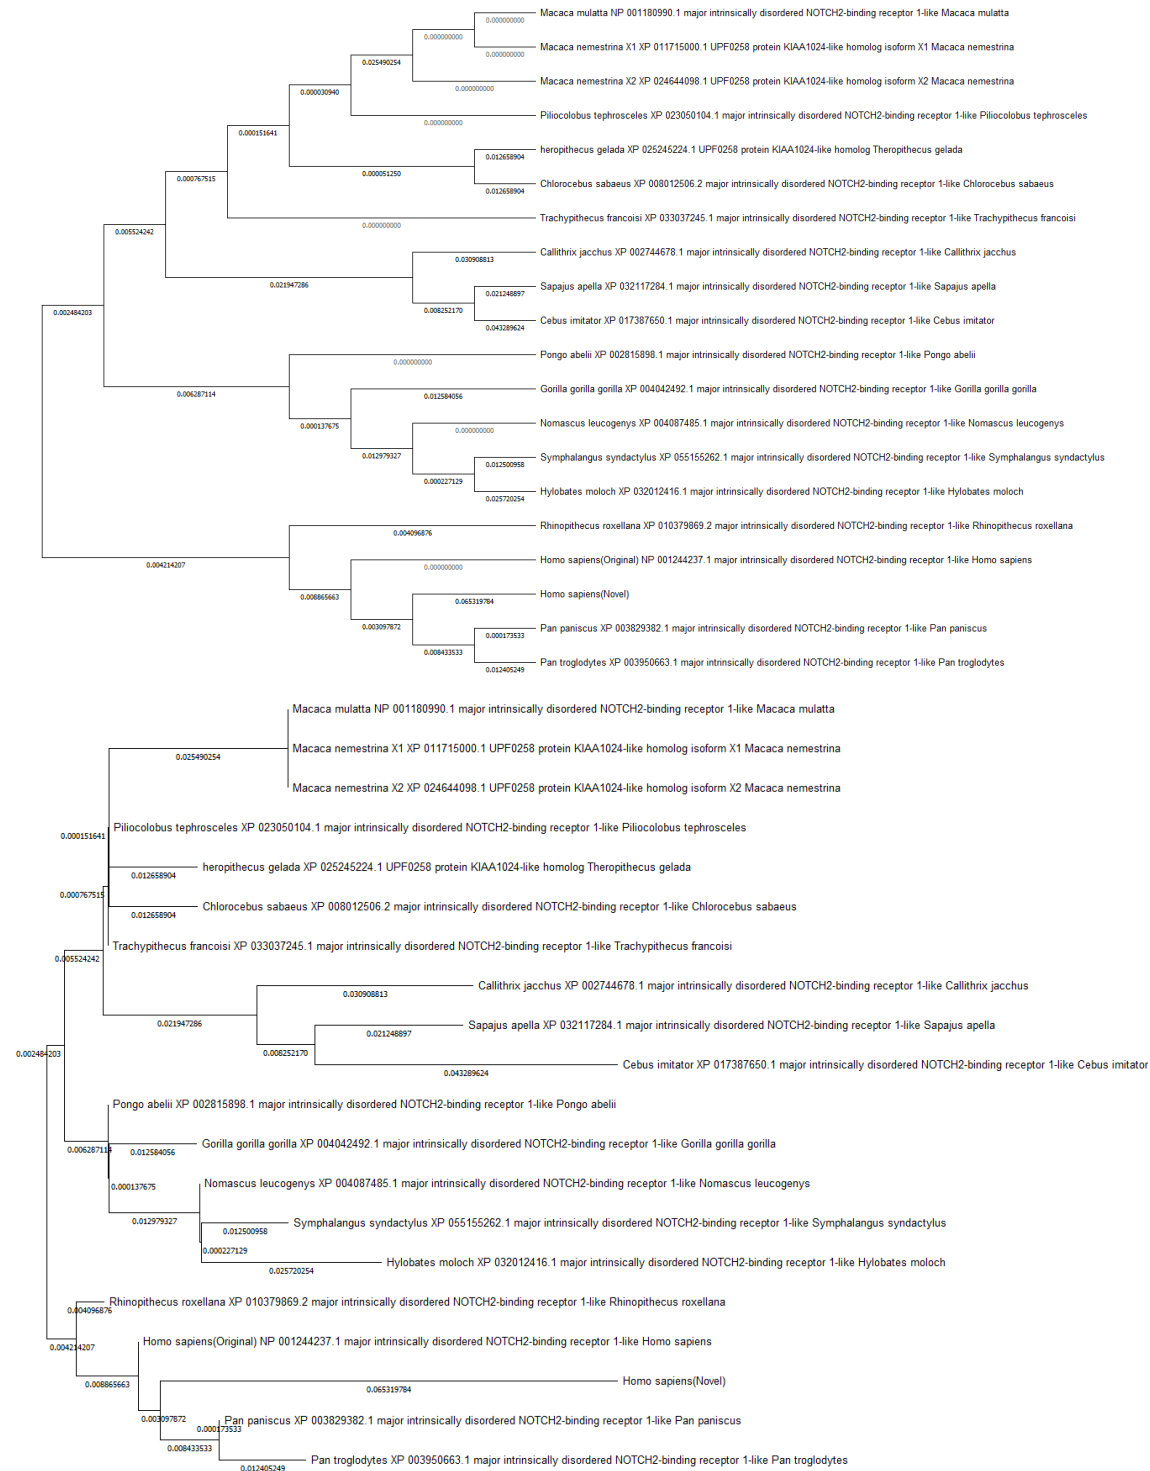 Macaca mulatta NP 001180990.1 major intrinsically disordered NOTCH2-binding receptor 1-like Macaca mulatta
0.000000000
0.000000000
Macaca nemestrina X1 XP 011715000.1 UPF0258 protein KIAA1024-like homolog isoform X1 Macaca nemestrina
0.000000000
0.025490254
Macaca nemestrina X2 XP 024644098.1 UPF0258 protein KIAA1024-like homolog isoform X2 Macaca nemestrina
0.000000000
0.000030940
Piliocolobus tephrosceles XP 023050104.1 major intrinsically disordered NOTCH2-binding receptor 1-like Piliocolobus tephrosceles
0.000000000
0.000151641
heropithecus gelada XP 025245224.1 UPF0258 protein KIAA1024-like homolog Theropithecus gelada
0.012658904
0.000051250
0.000767515
Chlorocebus sabaeus XP 008012506.2 major intrinsically disordered NOTCH2-binding receptor 1-like Chlorocebus sabaeus
0.012658904
Trachypithecus francoisi XP 033037245.1 major intrinsically disordered NOTCH2-binding receptor 1-like Trachypithecus francoisi
0.000000000
0.005524242
Callithrix jacchus XP 002744678.1 major intrinsically disordered NOTCH2-binding receptor 1-like Callithrix jacchus
0.030908813
0.021947286
Sapajus apella XP 032117284.1 major intrinsically disordered NOTCH2-binding receptor 1-like Sapajus apella
0.021248897
0.008252170
0.002484203
Cebus imitator XP 017387650.1 major intrinsically disordered NOTCH2-binding receptor 1-like Cebus imitator
0.043289624
Pongo abelii XP 002815898.1 major intrinsically disordered NOTCH2-binding receptor 1-like Pongo abelii
0.000000000
0.006287114
Gorilla gorilla gorilla XP 004042492.1 major intrinsically disordered NOTCH2-binding receptor 1-like Gorilla gorilla gorilla
0.012584056
0.000137675
Nomascus leucogenys XP 004087485.1 major intrinsically disordered NOTCH2-binding receptor 1-like Nomascus leucogenys
0.000000000
0.012979327
Symphalangus syndactylus XP 055155262.1 major intrinsically disordered NOTCH2-binding receptor 1-like Symphalangus syndactylus
0.012500958
0.000227129
Hylobates moloch XP 032012416.1 major intrinsically disordered NOTCH2-binding receptor 1-like Hylobates moloch
0.025720254
Rhinopithecus roxellana XP 010379869.2 major intrinsically disordered NOTCH2-binding receptor 1-like Rhinopithecus roxellana
0.004096876
0.004214207
Homo sapiens(Original) NP 001244237.1 major intrinsically disordered NOTCH2-binding receptor 1-like Homo sapiens
0.000000000
0.008865663
Homo sapiens(Novel)
0.065319784
0.003097872
Pan paniscus XP 003829382.1 major intrinsically disordered NOTCH2-binding receptor 1-like Pan paniscus
0.000173533
0.008433533
Pan troglodytes XP 003950663.1 major intrinsically disordered NOTCH2-binding receptor 1-like Pan troglodytes
0.012405249
Macaca mulatta NP 001180990.1 major intrinsically disordered NOTCH2-binding receptor 1-like Macaca mulatta
Macaca nemestrina X1 XP 011715000.1 UPF0258 protein KIAA1024-like homolog isoform X1 Macaca nemestrina
0.025490254
Macaca nemestrina X2 XP 024644098.1 UPF0258 protein KIAA1024-like homolog isoform X2 Macaca nemestrina
Piliocolobus tephrosceles XP 023050104.1 major intrinsically disordered NOTCH2-binding receptor 1-like Piliocolobus tephrosceles
0.000151641
heropithecus gelada XP 025245224.1 UPF0258 protein KIAA1024-like homolog Theropithecus gelada
0.012658904
0.000767515
Chlorocebus sabaeus XP 008012506.2 major intrinsically disordered NOTCH2-binding receptor 1-like Chlorocebus sabaeus
0.012658904
Trachypithecus francoisi XP 033037245.1 major intrinsically disordered NOTCH2-binding receptor 1-like Trachypithecus francoisi
0.005524242
Callithrix jacchus XP 002744678.1 major intrinsically disordered NOTCH2-binding receptor 1-like Callithrix jacchus
0.030908813
0.021947286
Sapajus apella XP 032117284.1 major intrinsically disordered NOTCH2-binding receptor 1-like Sapajus apella
0.021248897
0.008252170
0.002484203
Cebus imitator XP 017387650.1 major intrinsically disordered NOTCH2-binding receptor 1-like Cebus imitator
0.043289624
Pongo abelii XP 002815898.1 major intrinsically disordered NOTCH2-binding receptor 1-like Pongo abelii
0.006287114
Gorilla gorilla gorilla XP 004042492.1 major intrinsically disordered NOTCH2-binding receptor 1-like Gorilla gorilla gorilla
0.012584056
0.000137675
Nomascus leucogenys XP 004087485.1 major intrinsically disordered NOTCH2-binding receptor 1-like Nomascus leucogenys
0.012979327
Symphalangus syndactylus XP 055155262.1 major intrinsically disordered NOTCH2-binding receptor 1-like Symphalangus syndactylus
0.012500958
0.000227129
Hylobates moloch XP 032012416.1 major intrinsically disordered NOTCH2-binding receptor 1-like Hylobates moloch
0.025720254
Rhinopithecus roxellana XP 010379869.2 major intrinsically disordered NOTCH2-binding receptor 1-like Rhinopithecus roxellana
0.004096876
0.004214207
Homo sapiens(Original) NP 001244237.1 major intrinsically disordered NOTCH2-binding receptor 1-like Homo sapiens
0.008865663
Homo sapiens(Novel)
0.065319784
0.003097872
Pan paniscus XP 003829382.1 major intrinsically disordered NOTCH2-binding receptor 1-like Pan paniscus
0.000173533
0.008433533
Pan troglodytes XP 003950663.1 major intrinsically disordered NOTCH2-binding receptor 1-like Pan troglodytes
0.012405249